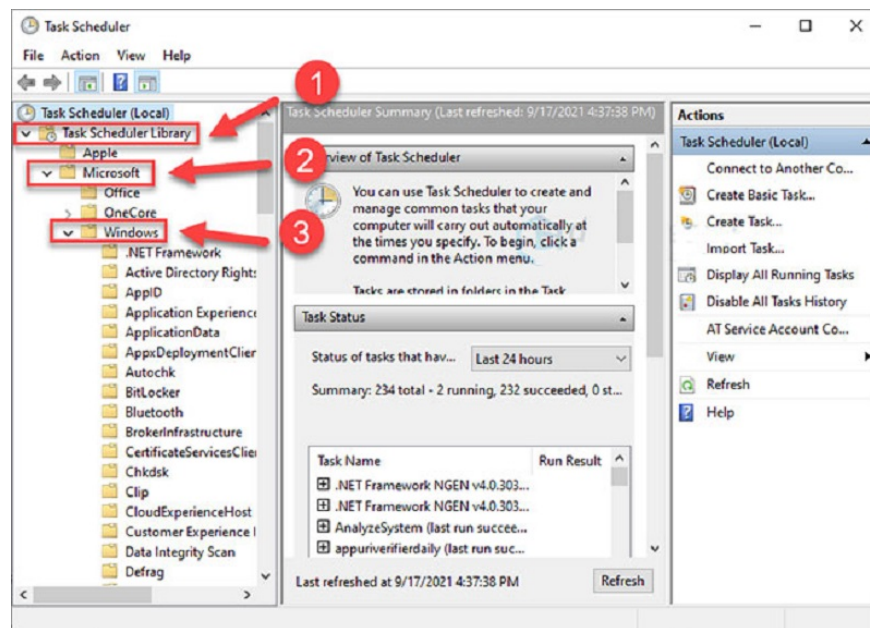 Task Scheduler
File Action View Help
1
Task Scheduler (Local)
Task Scheduler Library
Apple
2
Microsoft
Office
OneCore
3
Windows
.NET Framework
Active Directory Rights
AppID
Application Experience
ApplicationData
AppxDeploymentClier
Autochk
BitLocker
Bluetooth
BrokerInfrastructure
CertificateServicesClie
Chkdsk
Clip
CloudExperienceHost
Customer Experience I
Data Integrity Scan
Defrag
Task Scheduler Summary (Last refreshed: 9/17/2021 4:37:38 PM)
rview of Task Scheduler
You can use Task Scheduler to create and
manage common tasks that your
computer will carry out automatically at
the times you specify. To begin, click a
command in the Action menu.
Tasks are stored in folders in the Task
Task Status
Status of tasks that hav... Last 24 hours
Summary: 234 total - 2 running, 232 succeeded, 0 st...
Task Name Run Result
.NET Framework NGEN v4.0.303...
.NET Framework NGEN v4.0.303...
AnalyzeSystem (last run succee...
appuriverifierdaily (last run suc...
Last refreshed at 9/17/2021 4:37:38 PM Refresh
Actions
Task Scheduler (Local)
Connect to Another Co...
Create Basic Task...
Create Task...
Import Task...
Display All Running Tasks
Disable All Tasks History
AT Service Account Co...
View
Refresh
Help